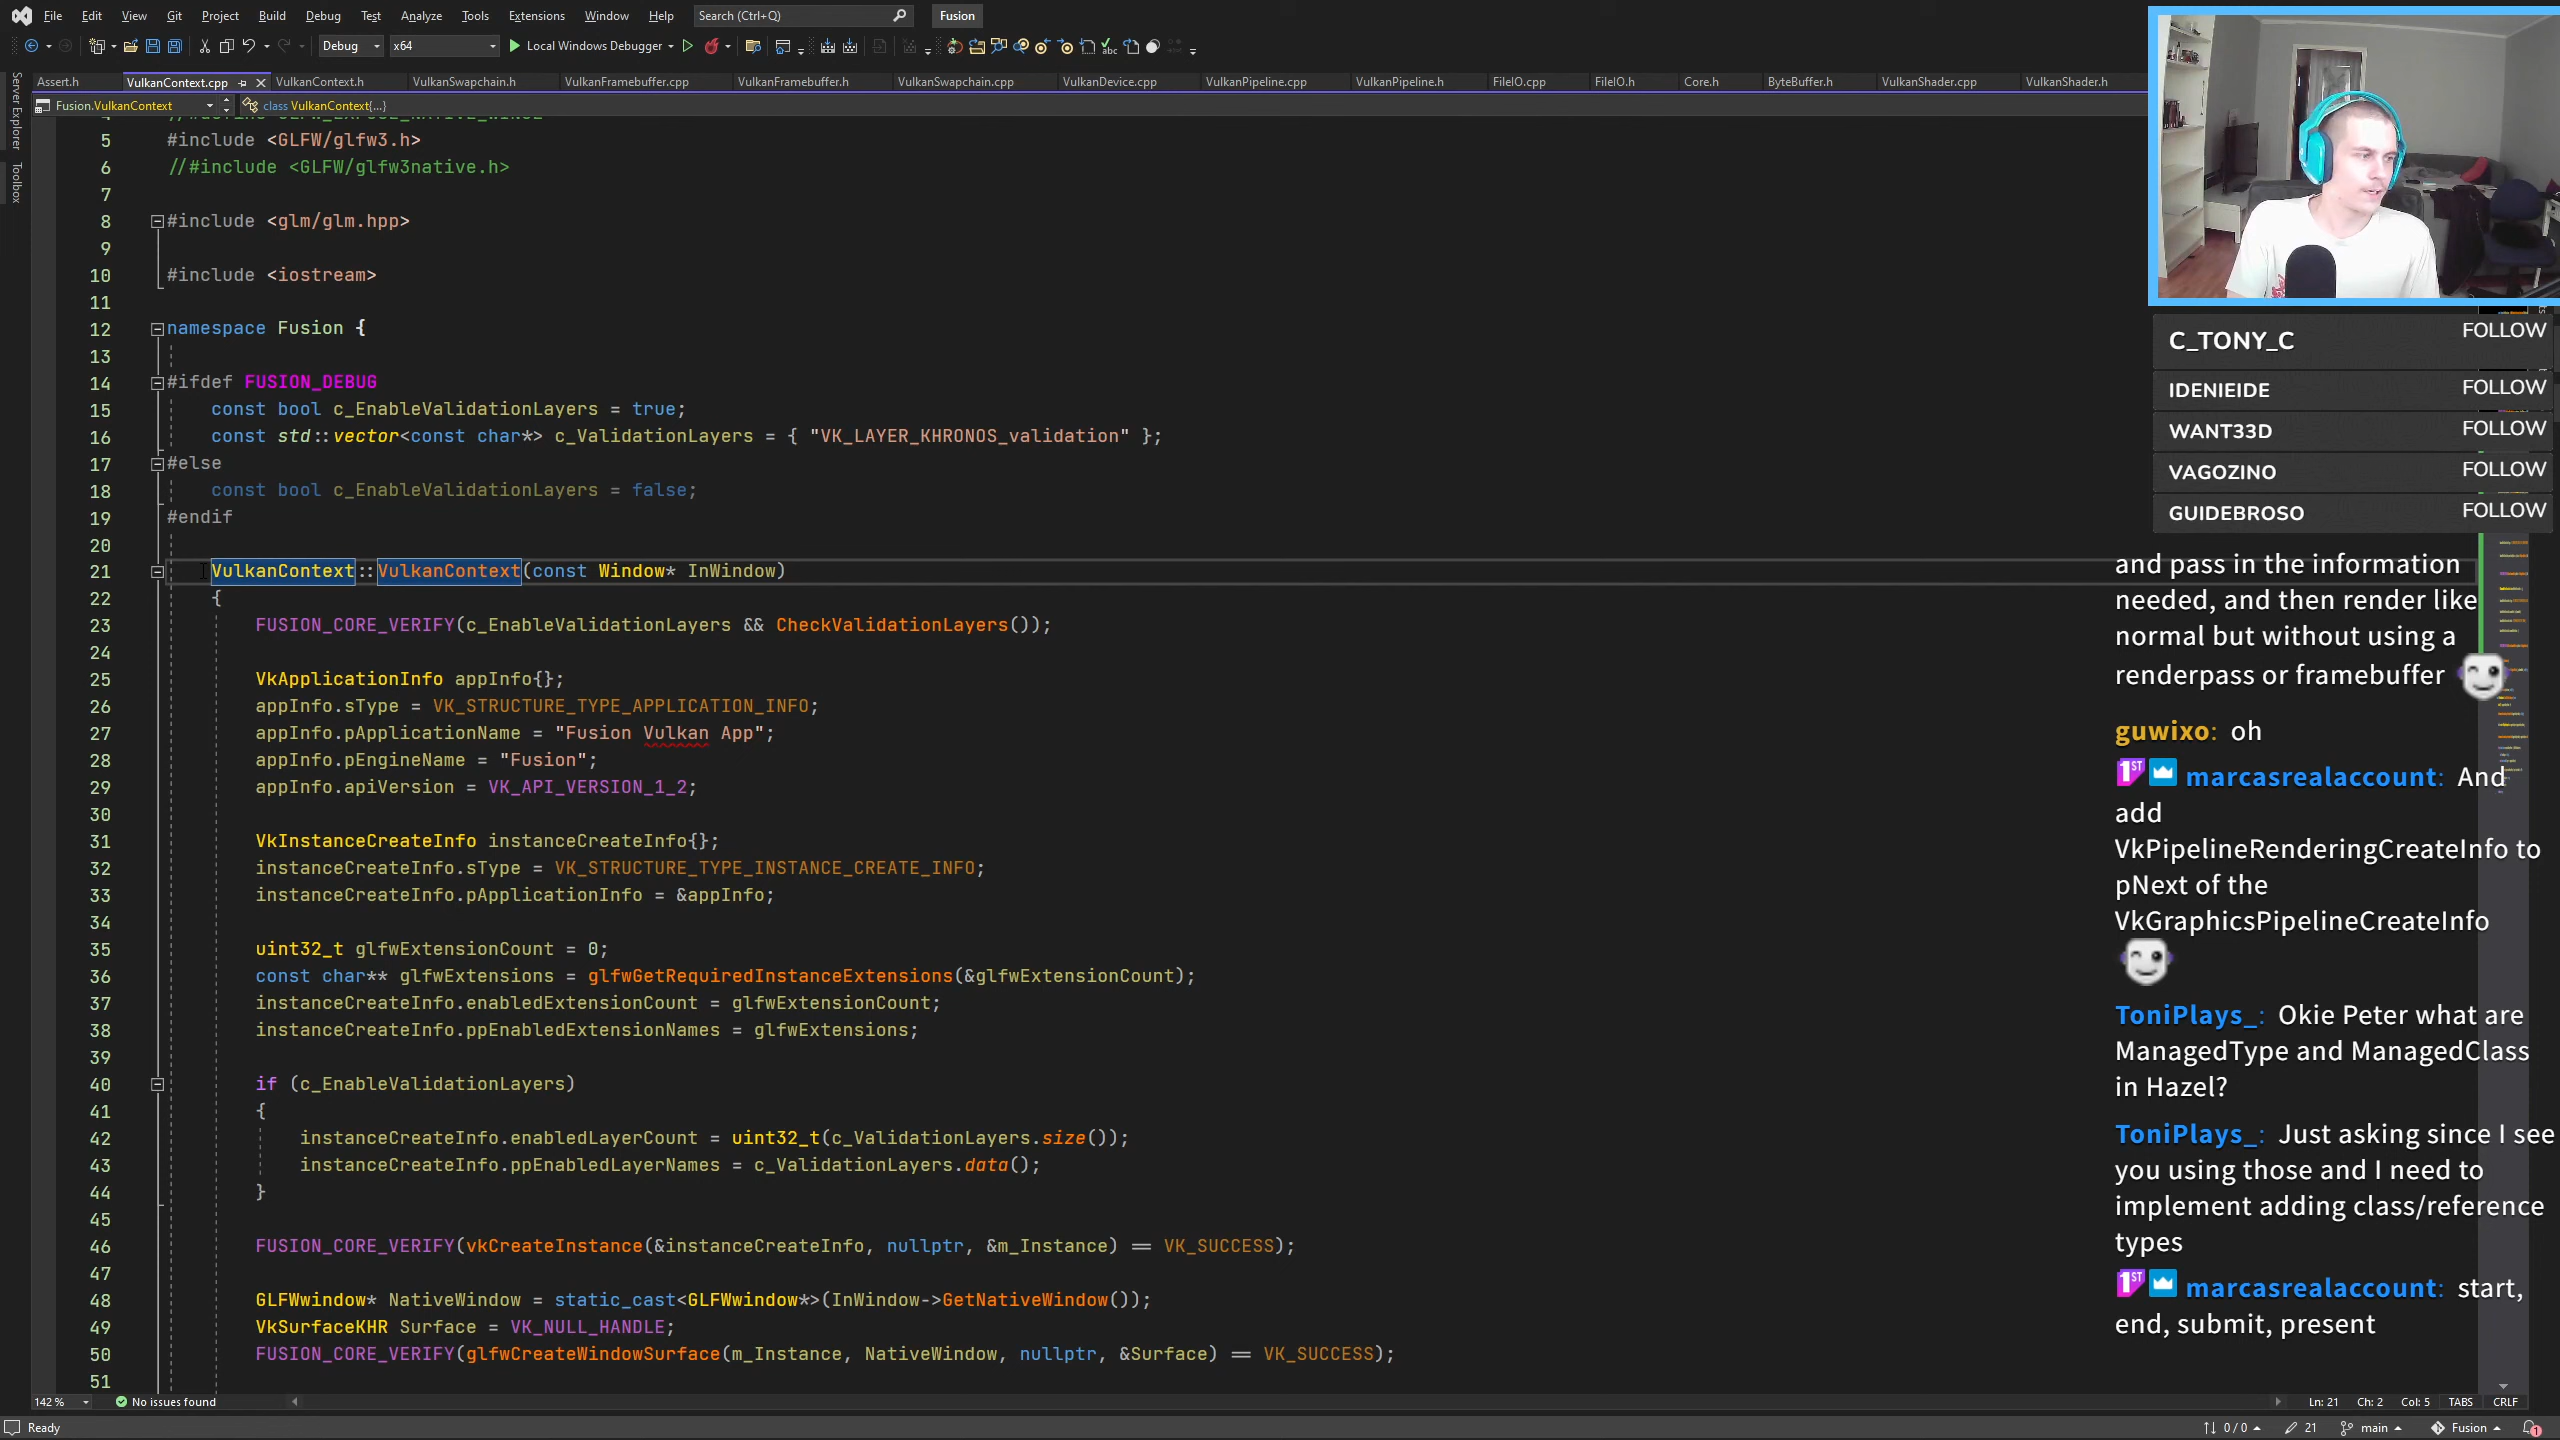 File Edit View Git Project Build Debug Test Analyze Tools Extensions Window Help Search (Ctrl+Q) Fusion
Debug x64 Local Windows Debugger
Assert.h VulkanContext.cpp VulkanContext.h VulkanSwapchain.h VulkanFramebuffer.cpp VulkanFramebuffer.h VulkanSwapchain.cpp VulkanDevice.cpp VulkanPipeline.cpp VulkanPipeline.h FileIO.cpp FileIO.h Core.h ByteBuffer.h VulkanShader.cpp VulkanShader.h
Fusion.VulkanContext class VulkanContext{...}
Server Explorer
Toolbox
5 #include <GLFW/glfw3.h>
6 //#include <GLFW/glfw3native.h>
7
8 #include <glm/glm.hpp>
9
10 #include <iostream>
11
12 namespace Fusion {
13
14 #ifdef FUSION_DEBUG
15 const bool c_EnableValidationLayers = true;
16 const std::vector<const char*> c_ValidationLayers = { "VK_LAYER_KHRONOS_validation" };
17 #else
18 const bool c_EnableValidationLayers = false;
19 #endif
20
21 VulkanContext::VulkanContext(const Window* InWindow)
22 {
23 FUSION_CORE_VERIFY(c_EnableValidationLayers && CheckValidationLayers());
24
25 VkApplicationInfo appInfo{};
26 appInfo.sType = VK_STRUCTURE_TYPE_APPLICATION_INFO;
27 appInfo.pApplicationName = "Fusion Vulkan App";
28 appInfo.pEngineName = "Fusion";
29 appInfo.apiVersion = VK_API_VERSION_1_2;
30
31 VkInstanceCreateInfo instanceCreateInfo{};
32 instanceCreateInfo.sType = VK_STRUCTURE_TYPE_INSTANCE_CREATE_INFO;
33 instanceCreateInfo.pApplicationInfo = &appInfo;
34
35 uint32_t glfwExtensionCount = 0;
36 const char** glfwExtensions = glfwGetRequiredInstanceExtensions(&glfwExtensionCount);
37 instanceCreateInfo.enabledExtensionCount = glfwExtensionCount;
38 instanceCreateInfo.ppEnabledExtensionNames = glfwExtensions;
39
40 if (c_EnableValidationLayers)
41 {
42 instanceCreateInfo.enabledLayerCount = uint32_t(c_ValidationLayers.size());
43 instanceCreateInfo.ppEnabledLayerNames = c_ValidationLayers.data();
44 }
45
46 FUSION_CORE_VERIFY(vkCreateInstance(&instanceCreateInfo, nullptr, &m_Instance) == VK_SUCCESS);
47
48 GLFWwindow* NativeWindow = static_cast<GLFWwindow*>(InWindow->GetNativeWindow());
49 VkSurfaceKHR Surface = VK_NULL_HANDLE;
50 FUSION_CORE_VERIFY(glfwCreateWindowSurface(m_Instance, NativeWindow, nullptr, &Surface) == VK_SUCCESS);
51
C_TONY_C FOLLOW
IDENIEIDE FOLLOW
WANT33D FOLLOW
VAGOZINO FOLLOW
GUIDEBROSO FOLLOW
and pass in the information
needed, and then render like
normal but without using a
renderpass or framebuffer
guwixo: oh
1ST marcasrealaccount: And
add
VkPipelineRenderingCreateInfo to
pNext of the
VkGraphicsPipelineCreateInfo
ToniPlays_: Okie Peter what are
ManagedType and ManagedClass
in Hazel?
ToniPlays_: Just asking since I see
you using those and I need to
implement adding class/reference
types
1ST marcasrealaccount: start,
end, submit, present
142 % No issues found Ln: 21 Ch: 2 Col: 5 TABS CRLF
Ready 0 / 0 21 main Fusion 1